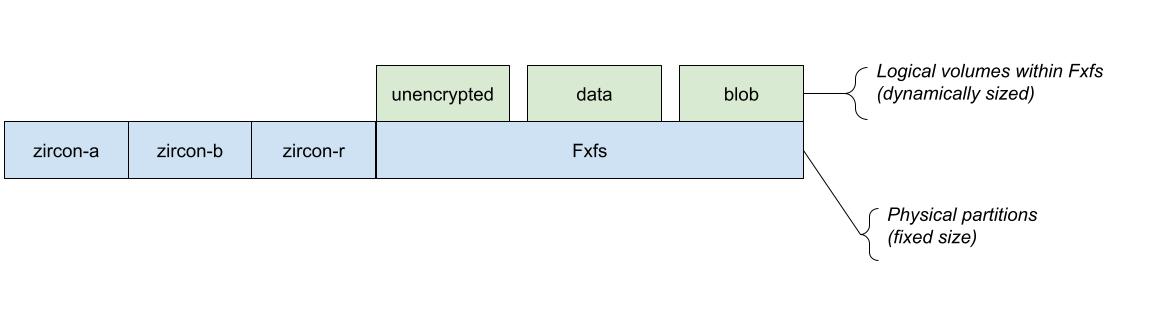 unencrypted
data
blob
Logical volumes within Fxfs
(dynamically sized)
zircon-a
zircon-b
zircon-r
Fxfs
Physical partitions
(fixed size)